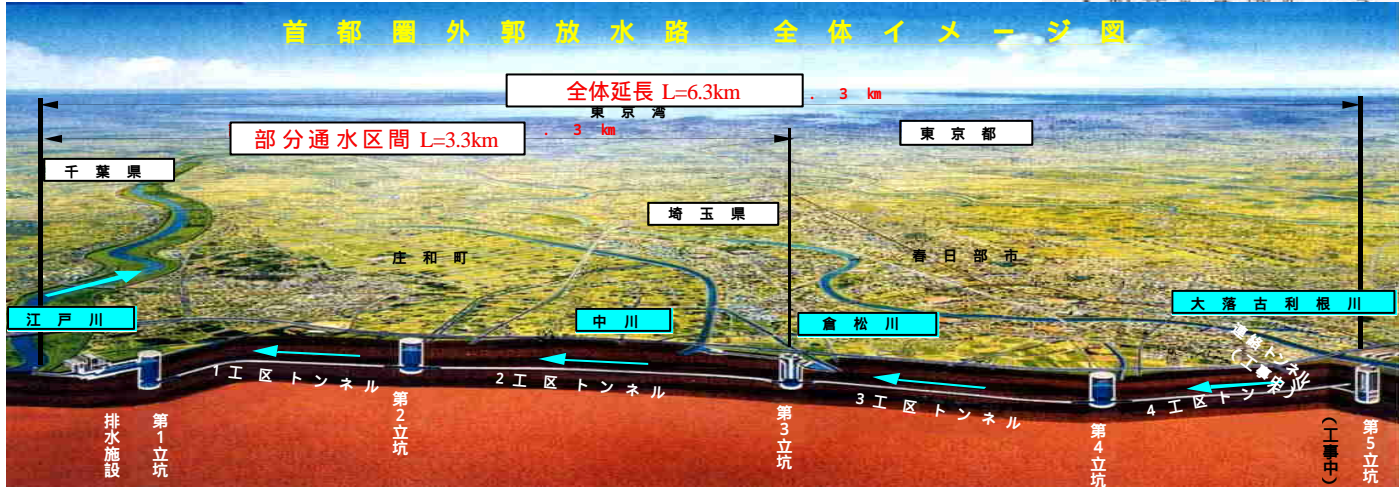 首都圏外郭放水路 全体イメージ図
全体延長 L=6.3km
. 3 km
東京湾
部分通水区間 L=3.3km
. 3 km
東京都
千葉県
埼玉県
庄和町
春日部市
江戸川
中川
倉松川
大落古利根川
連絡トンネル
(工事中)
1工区トンネル
2工区トンネル
3工区トンネル
4工区トンネル
排水施設
第1立坑
第2立坑
第3立坑
第4立坑
第5立坑
(工事中)